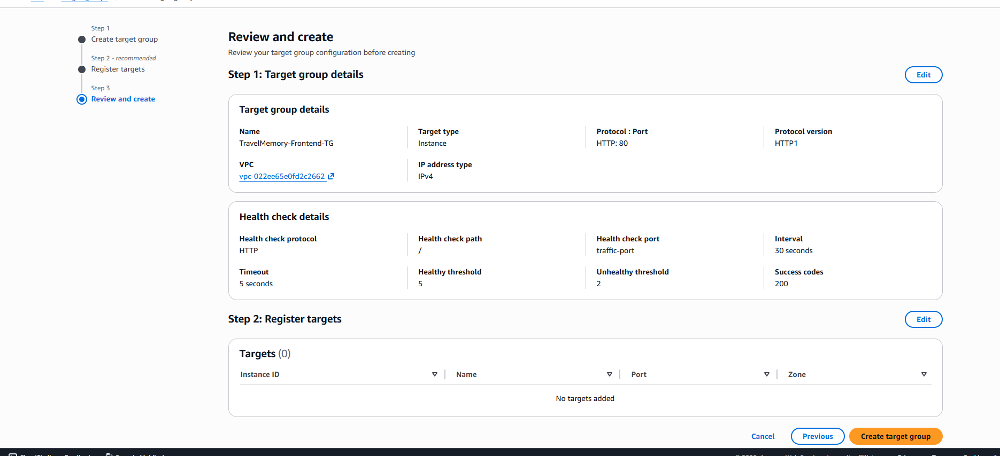 Step 1
Create target group
Step 2 - recommended
Register targets
Step 3
Review and create
Review and create
Review your target group configuration before creating
Step 1: Target group details
Edit
Target group details
Name
TravelMemory-Frontend-TG
Target type
Instance
Protocol : Port
HTTP: 80
Protocol version
HTTP1
VPC
vpc-022ee65e0fd2c2662
IP address type
IPv4
Health check details
Health check protocol
HTTP
Health check path
/
Health check port
traffic-port
Interval
30 seconds
Timeout
5 seconds
Healthy threshold
5
Unhealthy threshold
2
Success codes
200
Step 2: Register targets
Edit
Targets (0)
Instance ID
Name
Port
Zone
No targets added
Cancel
Previous
Create target group